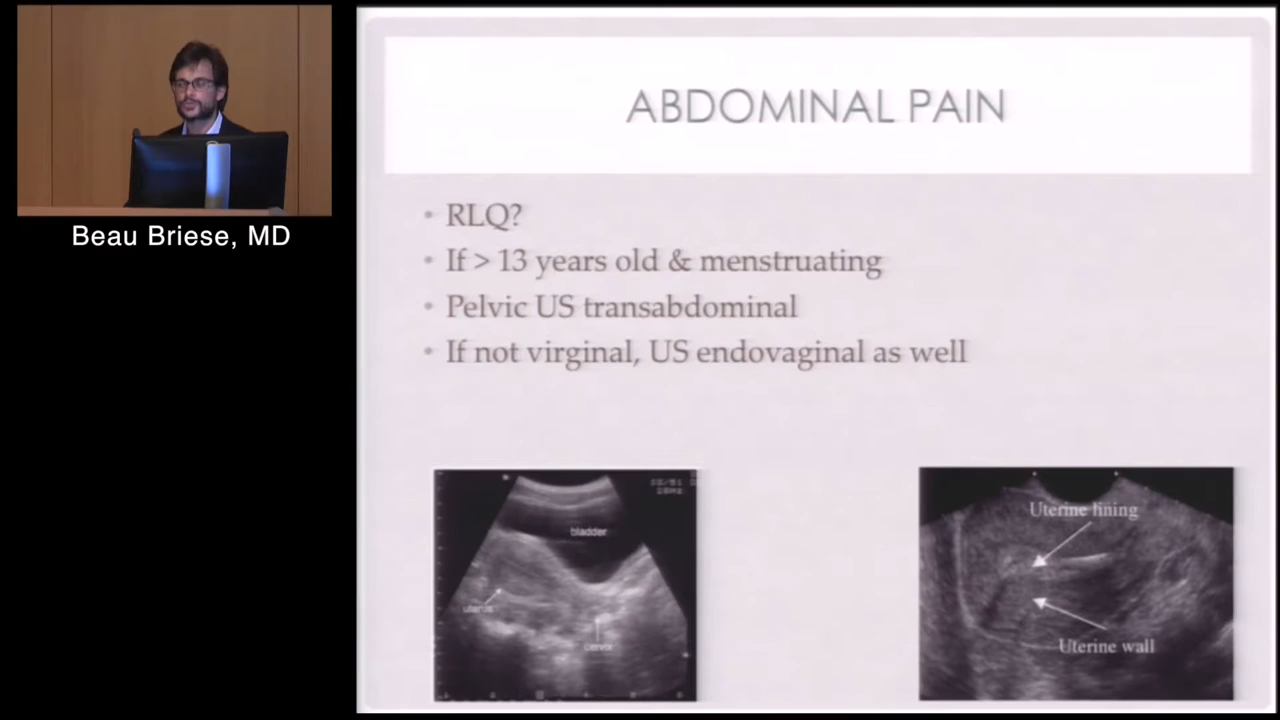 Beau Briese, MD
ABDOMINAL PAIN
• RLQ?
• If > 13 years old & menstruating
• Pelvic US transabdominal
• If not virginal, US endovaginal as well
bladder
uterus
cervix
Uterine lining
Uterine wall